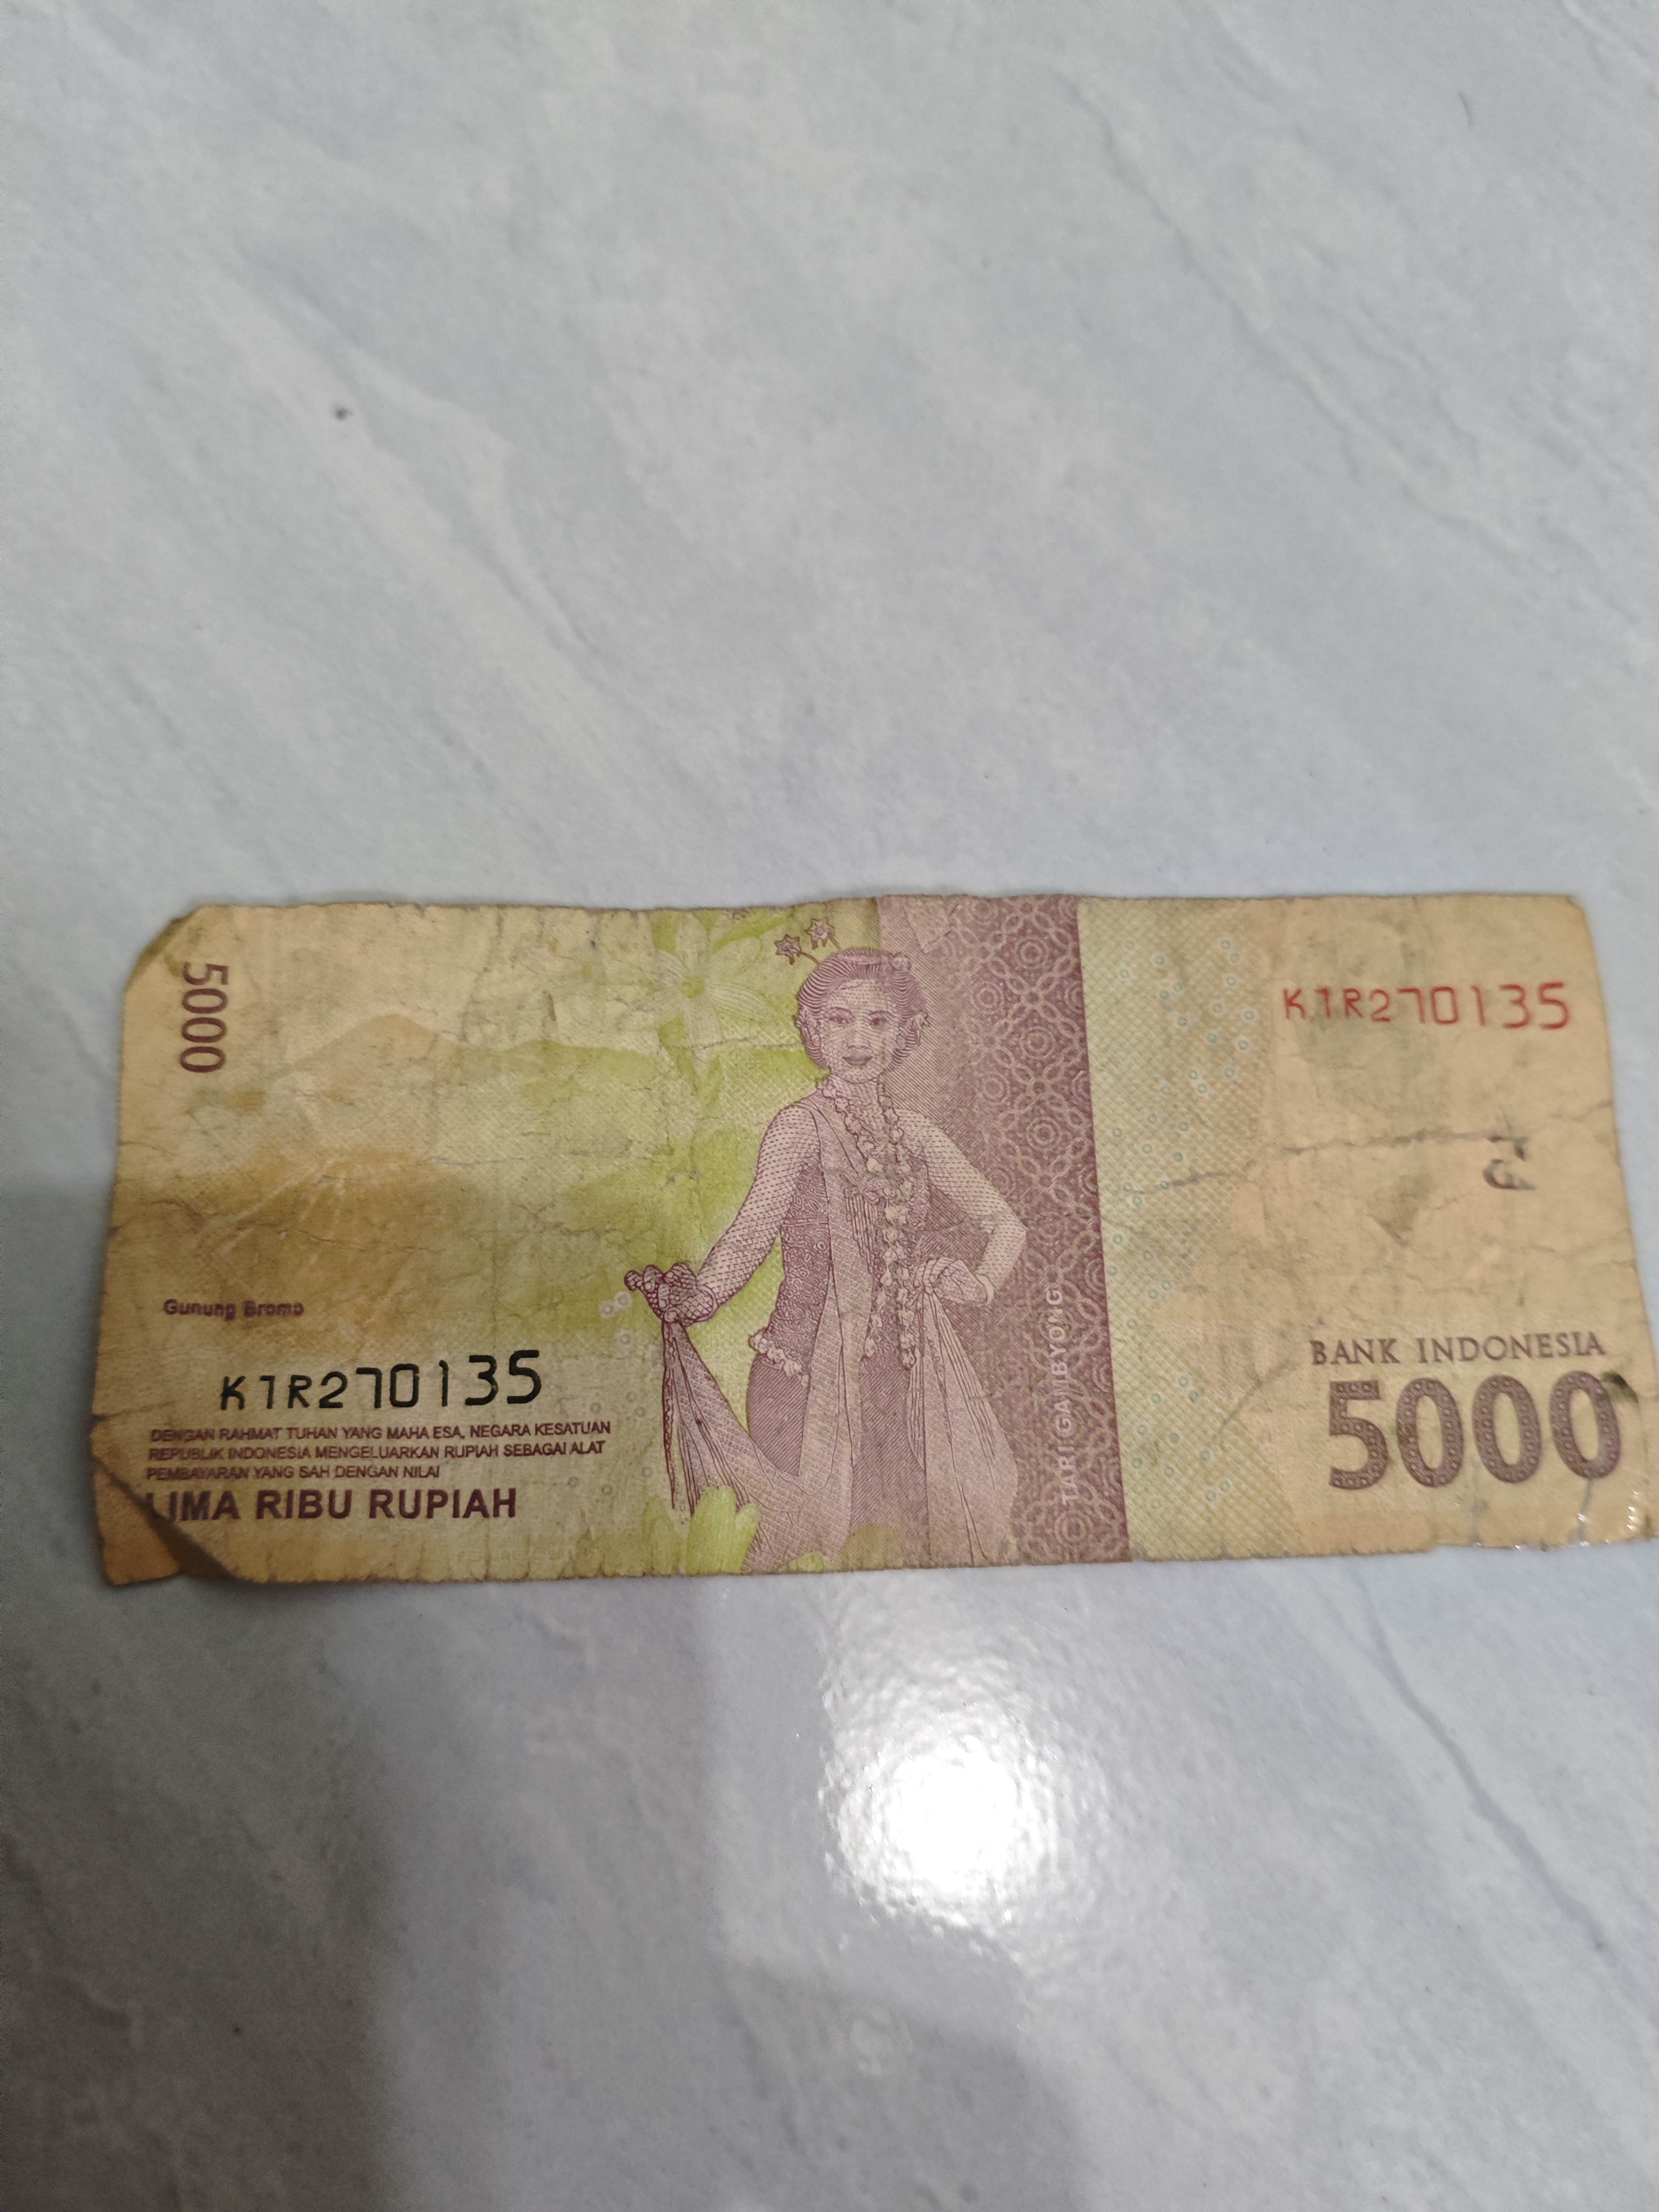 5000
K1R270135
Gunung Bromo
K1R270135
DENGAN RAHMAT TUHAN YANG MAHA ESA, NEGARA KESATUAN
REPUBLIK INDONESIA MENGELUARKAN RUPIAH SEBAGAI ALAT
PEMBAYARAN YANG SAH DENGAN NILAI
LIMA RIBU RUPIAH
TARI GAMBYONG
BANK INDONESIA
5000